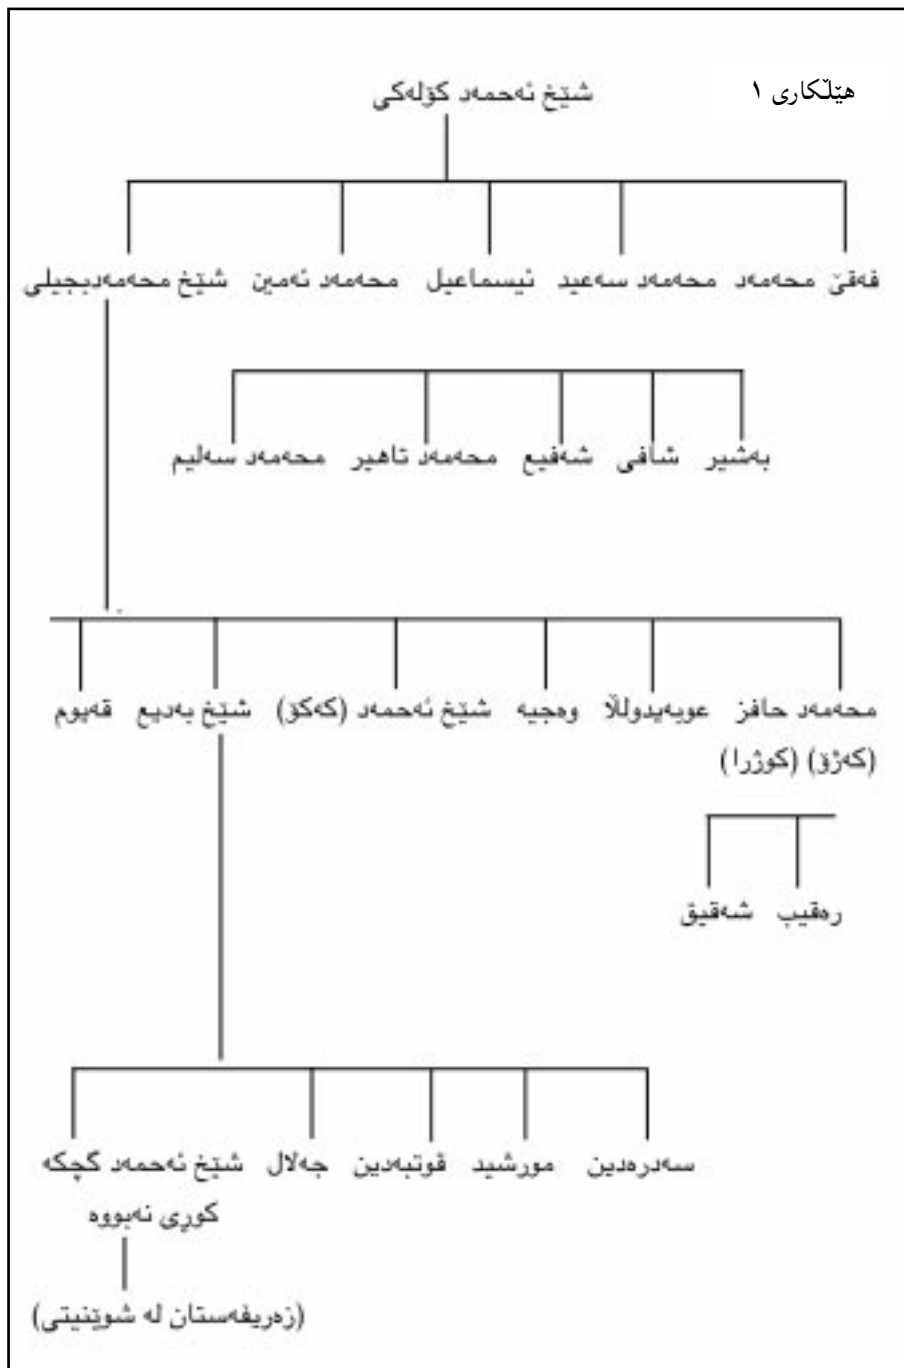 هێڵکاری ١
شێخ ئەحمەد کۆلەکی
فەقێ محەمەد محەمەد سەعید ئیسماعیل محەمەد ئەمین شێخ محەمەدیجیلی
بەشیر شافی شەفیع محەمەد تاهیر محەمەد سەلیم
محەمەد حافز عوبەیدوڵڵا وەجیە شێخ ئەحمەد (کەکۆ) شێخ بەدیع قەیوم
(کەژۆ) (کوژرا)
رەقیب شەقیق
سەدرەدین مورشید قوتبەدین جەلال شێخ ئەحمەد گچکە
کوڕی نەبووە
(زەریفەستان لە شوێنیتی)